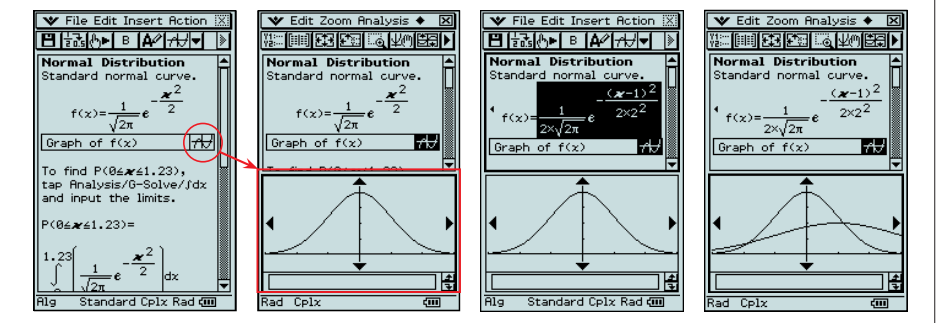 File Edit Insert Action
B
Normal Distribution
Standard normal curve.
f(x)=1/√2π e^-x²/2
Graph of f(x)
To find P(0≤x≤1.23),
tap Analysis/G-Solve/∫dx
and input the limits.
P(0≤x≤1.23)=
1.23
∫ (1/√2π e^-x²/2)dx
Alg Standard Cplx Rad
Edit Zoom Analysis
Normal Distribution
Standard normal curve.
f(x)=1/√2π e^-x²/2
Graph of f(x)
Rad Cplx
File Edit Insert Action
B
Normal Distribution
Standard normal curve.
f(x)=1/2×√2π e^-(x-1)²/2×2²
Graph of f(x)
Alg Standard Cplx Rad
Edit Zoom Analysis
Normal Distribution
Standard normal curve.
f(x)=1/2×√2π e^-(x-1)²/2×2²
Graph of f(x)
Rad Cplx